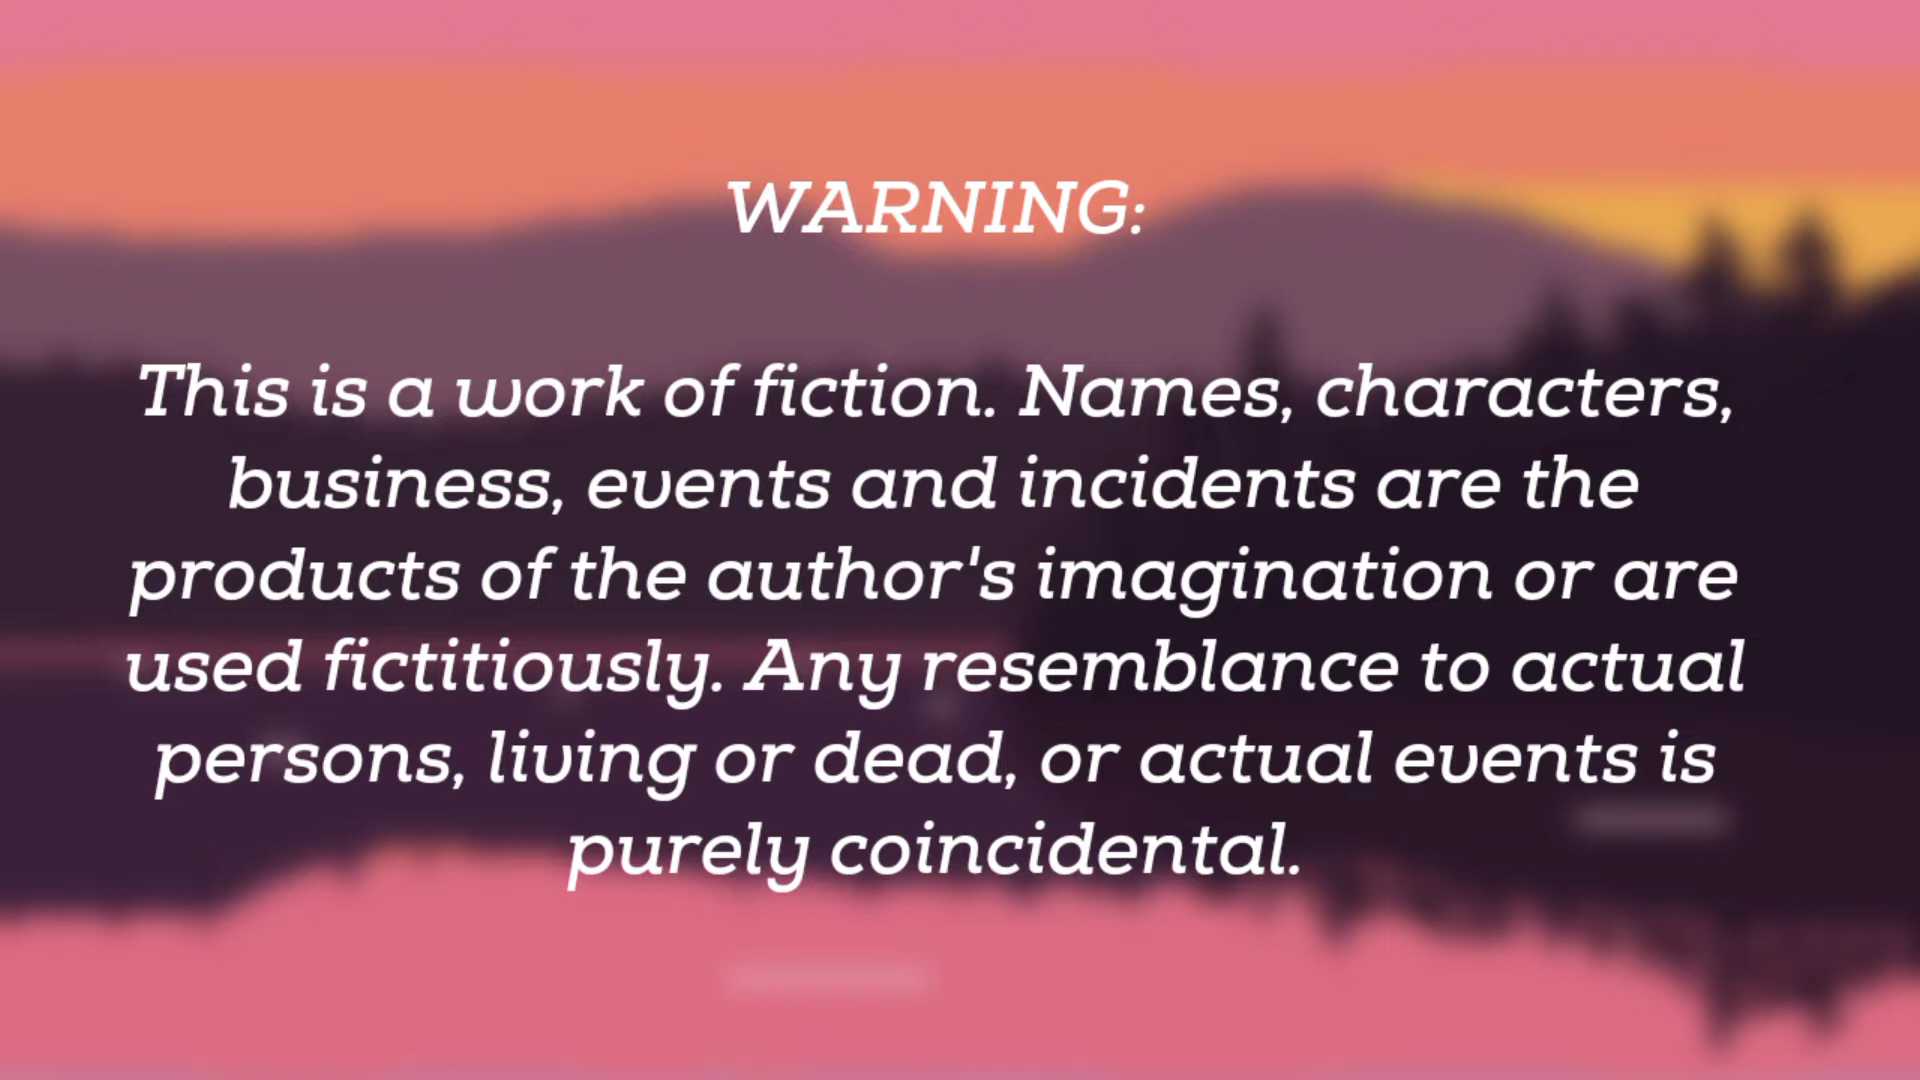 WARNING:
This is a work of fiction. Names, characters,
business, events and incidents are the
products of the author's imagination or are
used fictitiously. Any resemblance to actual
persons, living or dead, or actual events is
purely coincidental.